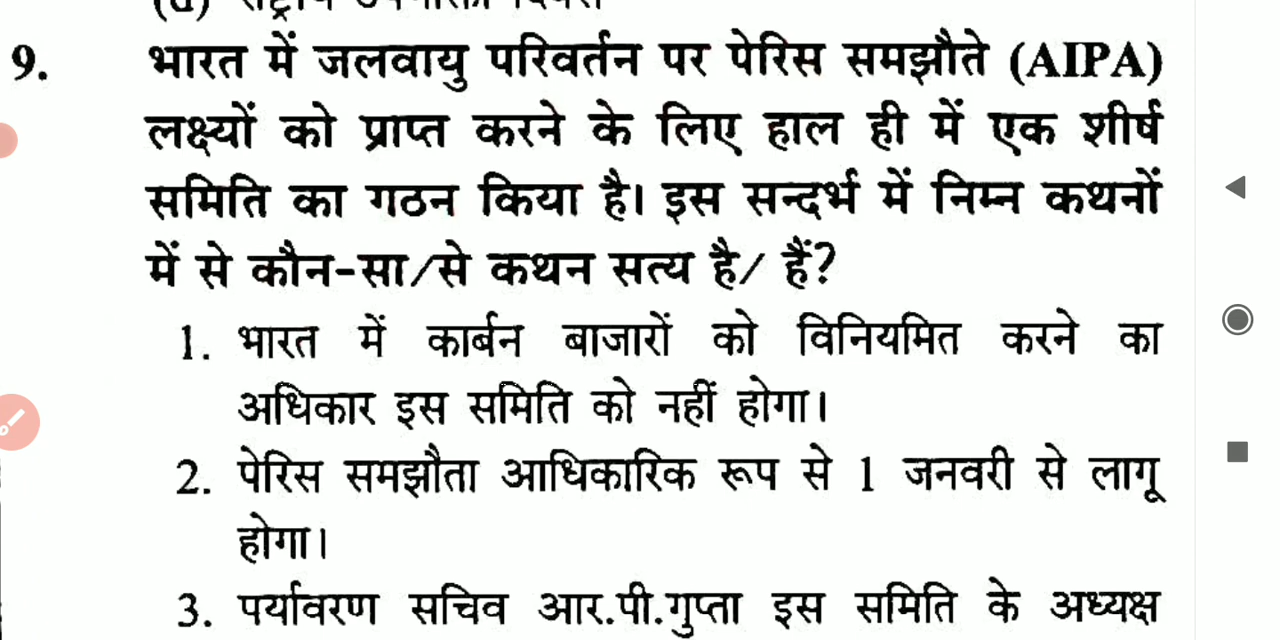 9. भारत में जलवायु परिवर्तन पर पेरिस समझौते (AIPA)
लक्ष्यों को प्राप्त करने के लिए हाल ही में एक शीर्ष
समिति का गठन किया है। इस सन्दर्भ में निम्न कथनों
में से कौन-सा/से कथन सत्य है/ हैं?
1. भारत में कार्बन बाजारों को विनियमित करने का
अधिकार इस समिति को नहीं होगा।
2. पेरिस समझौता आधिकारिक रूप से 1 जनवरी से लागू
होगा।
3. पर्यावरण सचिव आर.पी.गुप्ता इस समिति के अध्यक्ष